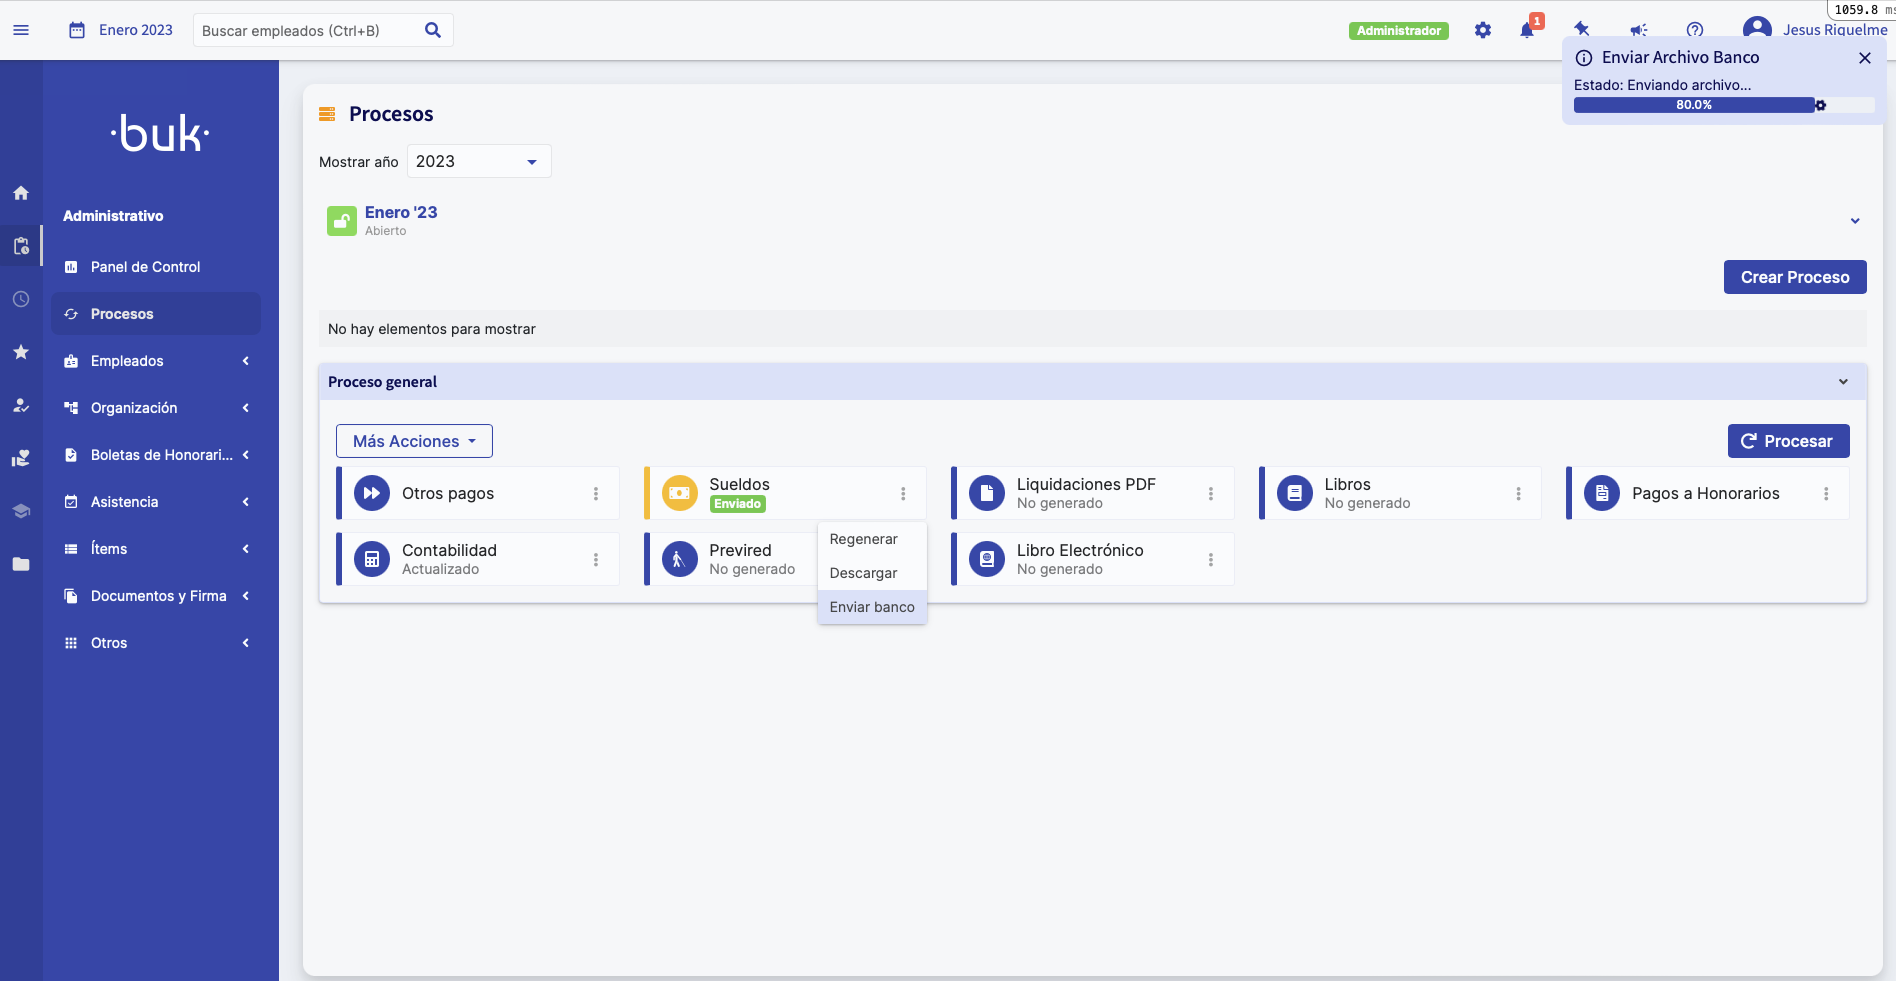 1059.8 ms
Enero 2023
Buscar empleados (Ctrl+B)
Administrador
1
Jesus Riquelme
Enviar Archivo Banco
Estado: Enviando archivo...
80.0%
·buk·
Administrativo
Panel de Control
Procesos
Empleados
Organización
Boletas de Honorari...
Asistencia
Ítems
Documentos y Firma
Otros
Procesos
Mostrar año
2023
Enero '23
Abierto
Crear Proceso
No hay elementos para mostrar
Proceso general
Más Acciones
Procesar
Otros pagos
Sueldos
Enviado
Liquidaciones PDF
No generado
Libros
No generado
Pagos a Honorarios
Contabilidad
Actualizado
Previred
No generado
Libro Electrónico
No generado
Regenerar
Descargar
Enviar banco